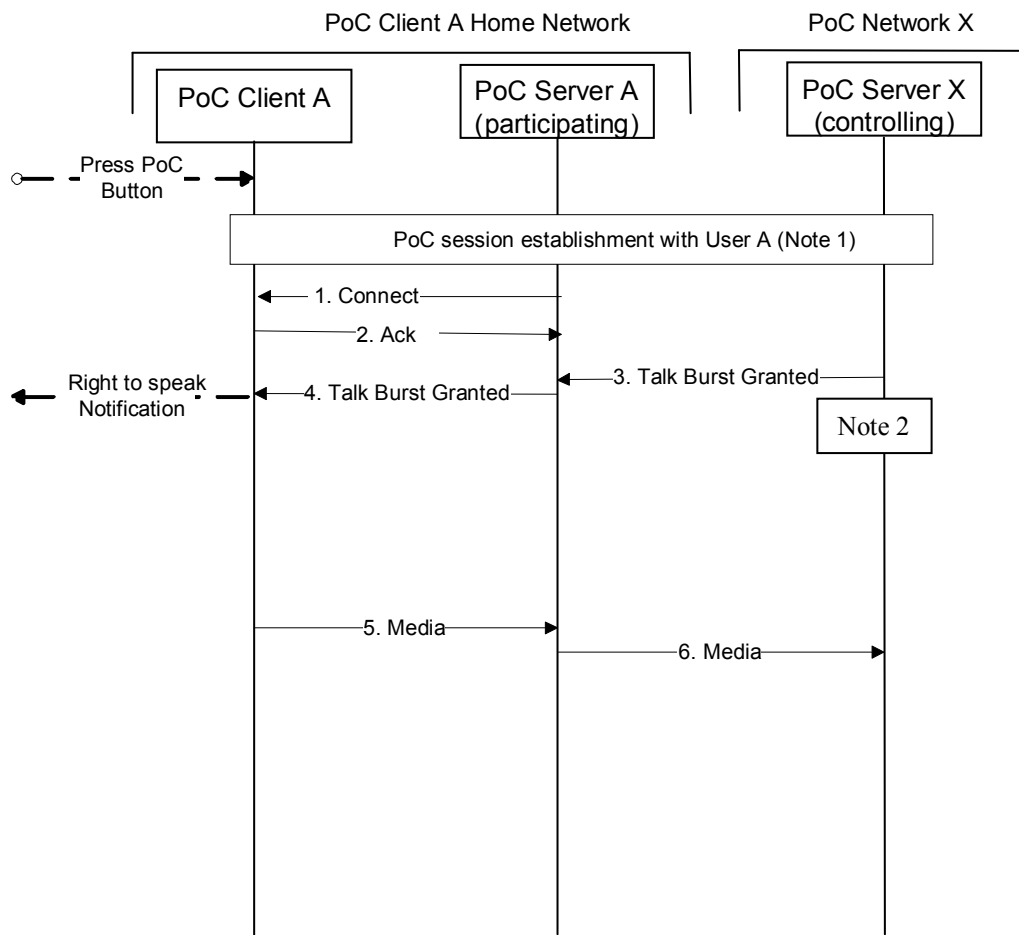 PoC Client A Home Network
PoC Network X
PoC Client A
PoC Server A
(participating)
PoC Server X
(controlling)
Press PoC
Button
PoC session establishment with User A (Note 1)
1. Connect
2. Ack
3. Talk Burst Granted
Right to speak
Notification
4. Talk Burst Granted
Note 2
5. Media
6. Media